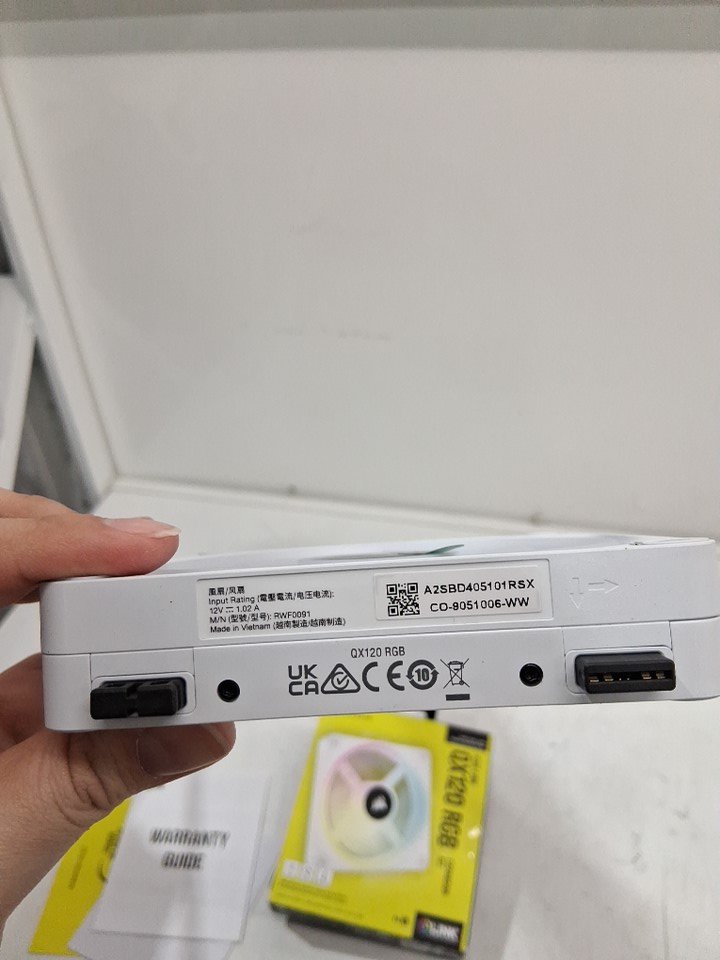 風扇/风扇
Input Rating (電壓電流/电压电流):
12V ⎓ 1.02 A
M/N (型號/型号): RWF0091
Made in Vietnam (越南製造/越南制造)
A2SBD405101RSX
CO-9051006-WW
QX120 RGB
UK
CA
CE
10
WARRANTY
GUIDE
QX120 RGB
LINK